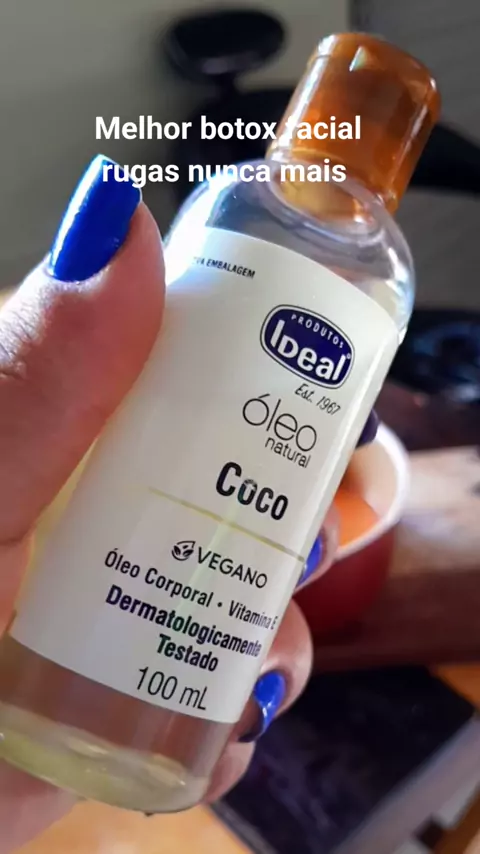 Melhor botox facial
rugas nunca mais
EMBALAGEM
PRODUTOS
IDeal
Est. 1967
óleo
natural
Coco
VEGANO
Óleo Corporal • Vitamina E
Dermatologicamente
Testado
100 mL